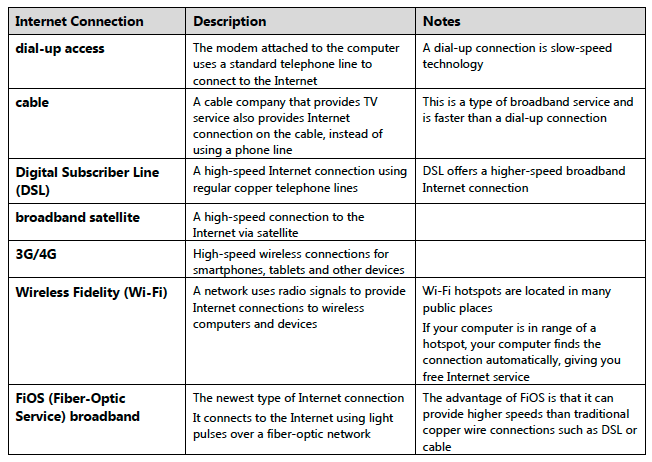 Internet Connection Description Notes
dial-up access
The modem attached to the computer
uses a standard telephone line to
connect to the Internet
A dial-up connection is slow-speed
technology
cable
A cable company that provides TV
service also provides Internet
connection on the cable, instead of
using a phone line
This is a type of broadband service and
is faster than a dial-up connection
Digital Subscriber Line
(DSL)
A high-speed Internet connection using
regular copper telephone lines
DSL offers a higher-speed broadband
Internet connection
broadband satellite
A high-speed connection to the
Internet via satellite
3G/4G
High-speed wireless connections for
smartphones, tablets and other devices
Wireless Fidelity (Wi-Fi)
A network uses radio signals to provide
Internet connections to wireless
computers and devices
Wi-Fi hotspots are located in many
public places
If your computer is in range of a
hotspot, your computer finds the
connection automatically, giving you
free Internet service
FiOS (Fiber-Optic
Service) broadband
The newest type of Internet connection
It connects to the Internet using light
pulses over a fiber-optic network
The advantage of FiOS is that it can
provide higher speeds than traditional
copper wire connections such as DSL or
cable